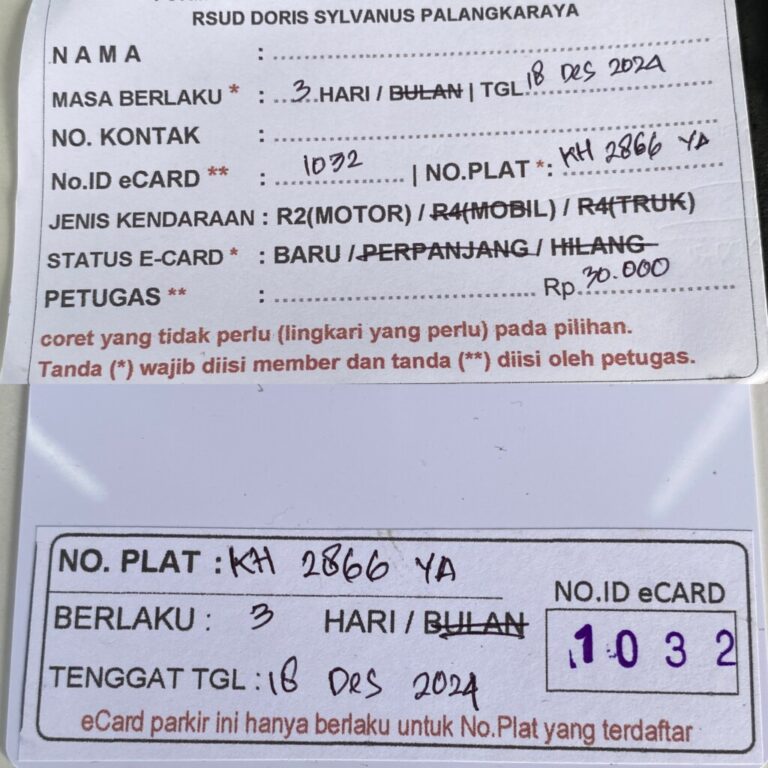 RSUD DORIS SYLVANUS PALANGKARAYA
NAMA :
MASA BERLAKU * : 3 HARI / BULAN | TGL 18 DES 2024
NO. KONTAK :
No.ID eCARD ** : 1032 | NO.PLAT *: KH 2866 YA
JENIS KENDARAAN : R2(MOTOR) / R4(MOBIL) / R4(TRUK)
STATUS E-CARD * : BARU / PERPANJANG / HILANG
PETUGAS ** : Rp. 30.000
coret yang tidak perlu (lingkari yang perlu) pada pilihan.
Tanda (*) wajib diisi member dan tanda (**) diisi oleh petugas.
NO. PLAT : KH 2866 YA
NO.ID eCARD
BERLAKU : 3 HARI / BULAN
1032
TENGGAT TGL : 18 DES 2024
eCard parkir ini hanya berlaku untuk No.Plat yang terdaftar